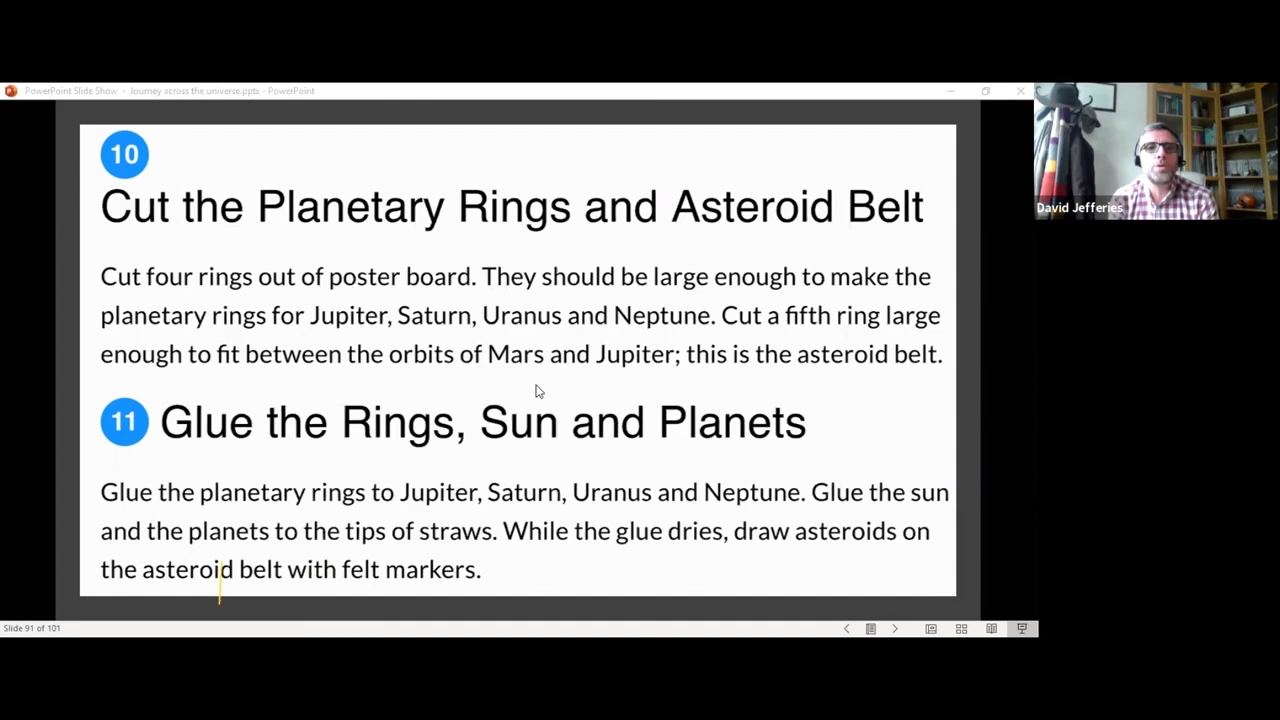 PowerPoint Slide Show - Journey across the universe.pptx - PowerPoint
10
Cut the Planetary Rings and Asteroid Belt
Cut four rings out of poster board. They should be large enough to make the
planetary rings for Jupiter, Saturn, Uranus and Neptune. Cut a fifth ring large
enough to fit between the orbits of Mars and Jupiter; this is the asteroid belt.
11 Glue the Rings, Sun and Planets
Glue the planetary rings to Jupiter, Saturn, Uranus and Neptune. Glue the sun
and the planets to the tips of straws. While the glue dries, draw asteroids on
the asteroid belt with felt markers.
Slide 91 of 101
David Jefferies